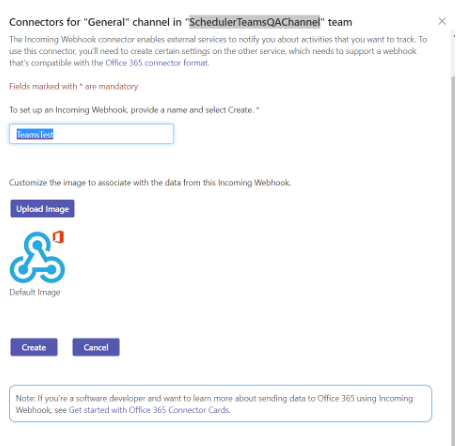 Connectors for "General" channel in "SchedulerTeamsQAChannel" team
The Incoming Webhook connector enables external services to notify you about activities that you want to track. To
use this connector, you'll need to create certain settings on the other service, which needs to support a webhook
that's compatible with the Office 365 connector format.
Fields marked with * are mandatory
To set up an Incoming Webhook, provide a name and select Create. *
TeamsTest
Customize the image to associate with the data from this Incoming Webhook.
Upload Image
Default Image
Create Cancel
Note: If you're a software developer and want to learn more about sending data to Office 365 using Incoming
Webhook, see Get started with Office 365 Connector Cards.